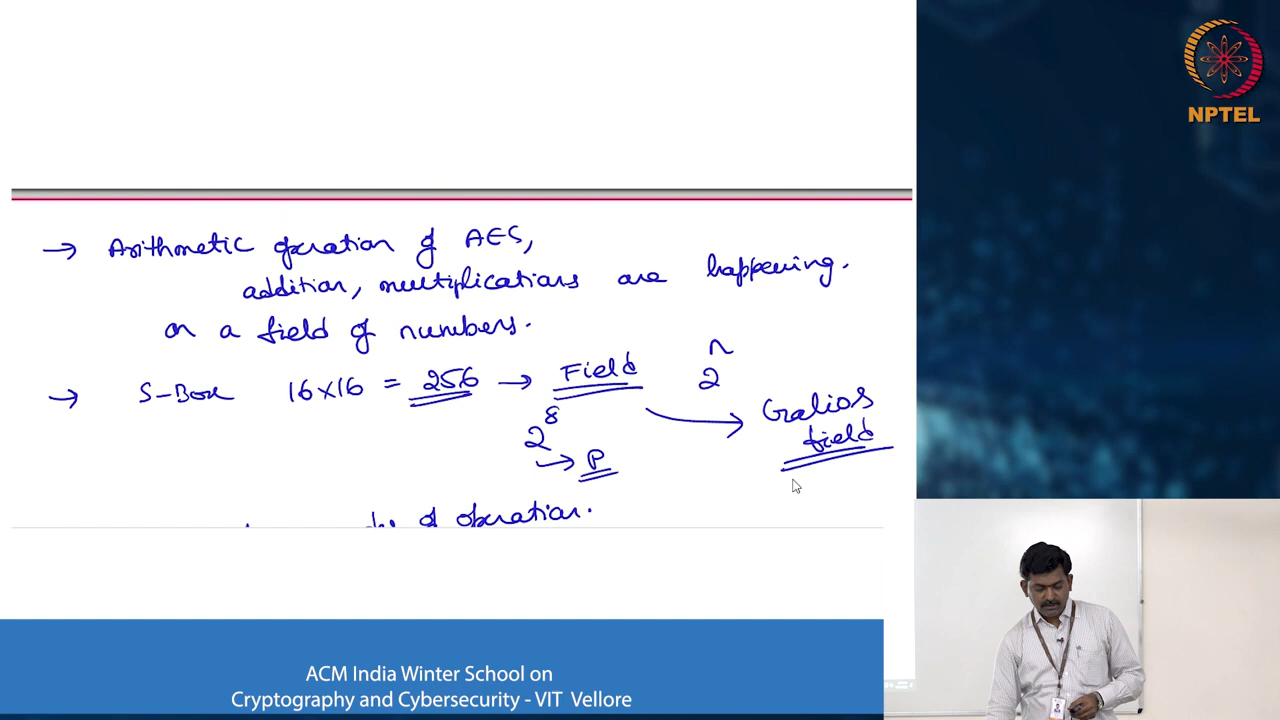 NPTEL
→ Arithmetic operation of AES,
addition, multiplications are happening.
on a field of numbers.
→ S-Box 16×16 = 256 → Field 2^n
2^8 → Galios field
→ P
of operation.
ACM India Winter School on
Cryptography and Cybersecurity - VIT Vellore